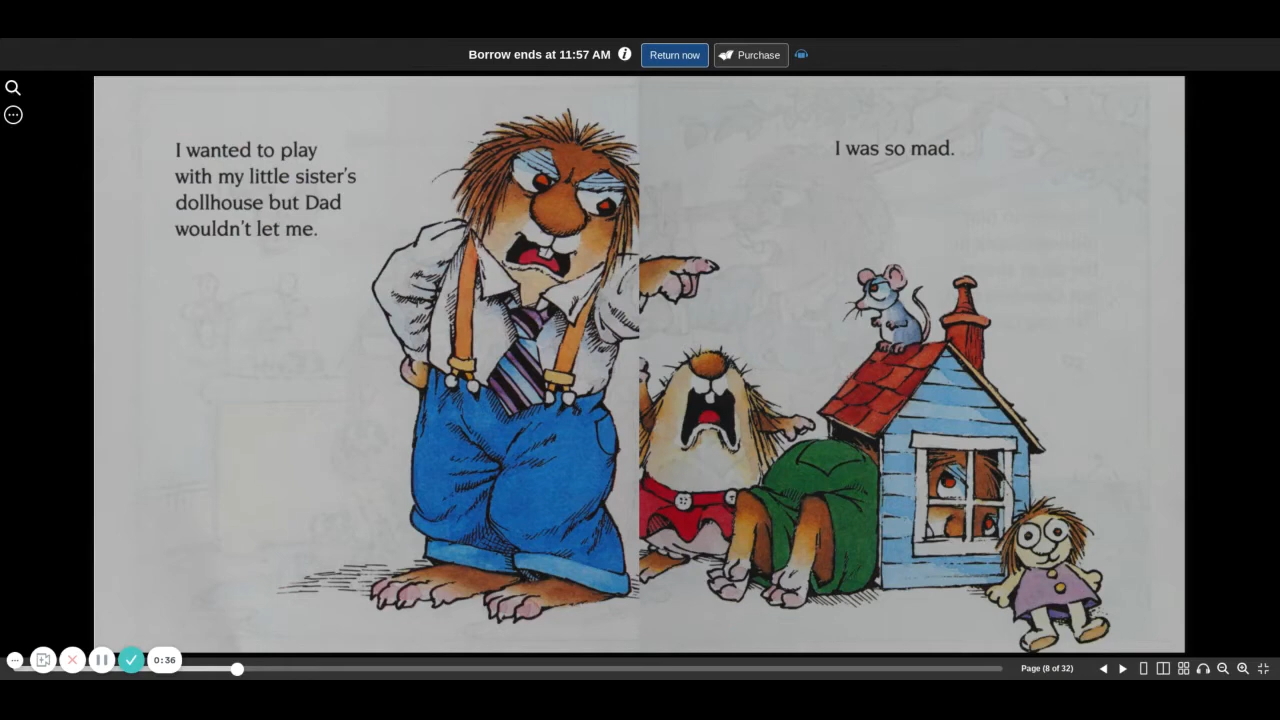 Borrow ends at 11:57 AM
Return now
Purchase
I wanted to play
with my little sister's
dollhouse but Dad
wouldn't let me.
I was so mad.
0:36
Page (8 of 32)